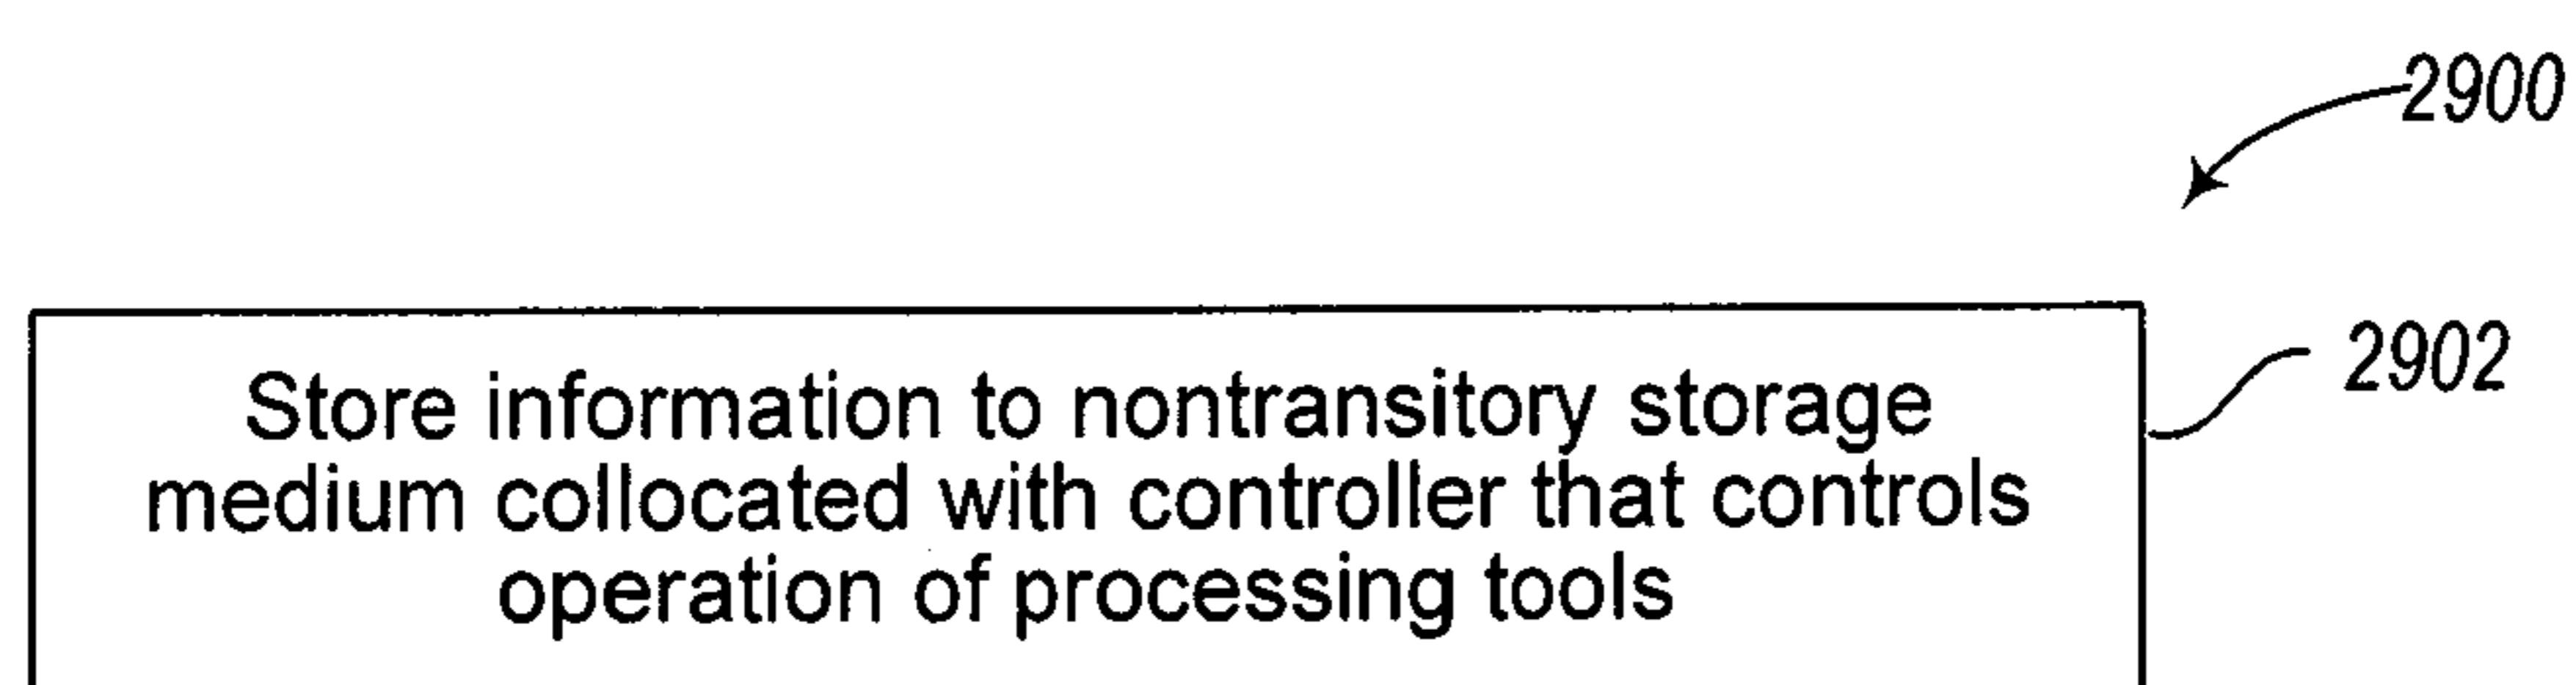 2900
2902
Store information to nontransitory storage
medium collocated with controller that controls
operation of processing tools